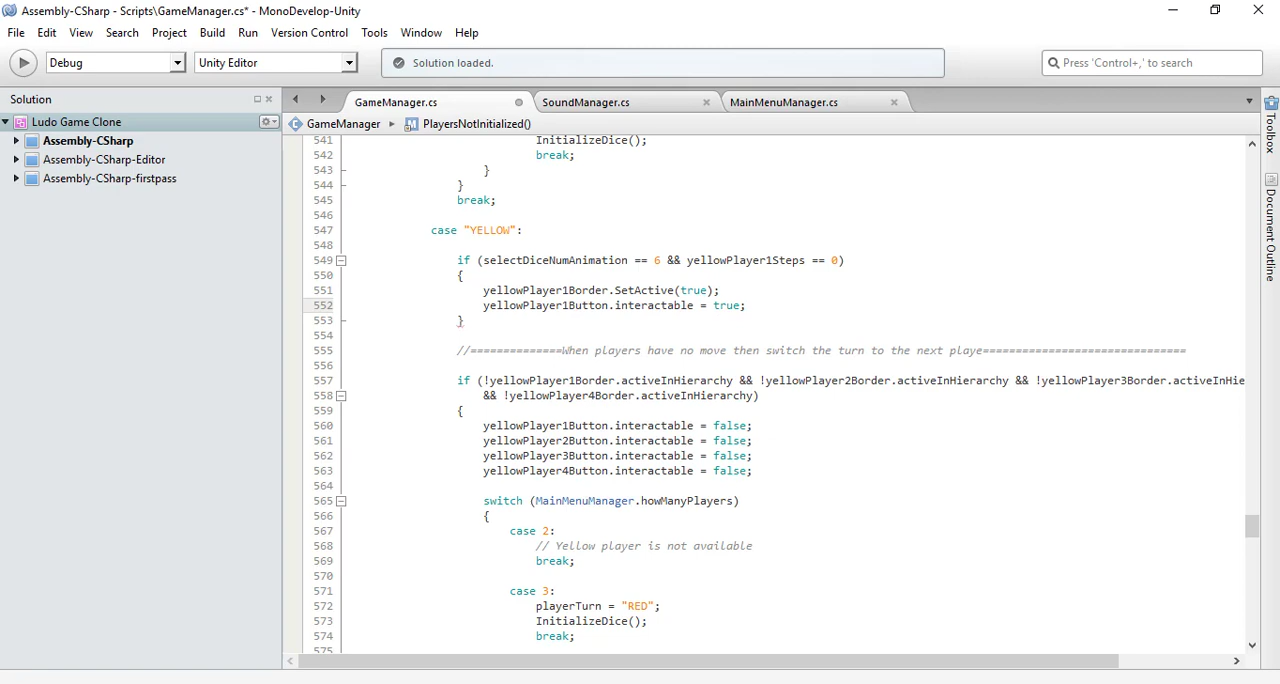 Assembly-CSharp - Scripts\GameManager.cs* - MonoDevelop-Unity
File Edit View Search Project Build Run Version Control Tools Window Help
Debug Unity Editor Solution loaded. Press 'Control+,' to search
Solution GameManager.cs SoundManager.cs MainMenuManager.cs
Ludo Game Clone GameManager PlayersNotInitialized()
Assembly-CSharp
Assembly-CSharp-Editor
Assembly-CSharp-firstpass
541 InitializeDice();
542 break;
543 }
544 }
545 break;
546
547 case "YELLOW":
548
549 if (selectDiceNumAnimation == 6 && yellowPlayer1Steps == 0)
550 {
551 yellowPlayer1Border.SetActive(true);
552 yellowPlayer1Button.interactable = true;
553 }
554
555 //==============When players have no move then switch the turn to the next playe===============================
556
557 if (!yellowPlayer1Border.activeInHierarchy && !yellowPlayer2Border.activeInHierarchy && !yellowPlayer3Border.activeInHie
558 && !yellowPlayer4Border.activeInHierarchy)
559 {
560 yellowPlayer1Button.interactable = false;
561 yellowPlayer2Button.interactable = false;
562 yellowPlayer3Button.interactable = false;
563 yellowPlayer4Button.interactable = false;
564
565 switch (MainMenuManager.howManyPlayers)
566 {
567 case 2:
568 // Yellow player is not available
569 break;
570
571 case 3:
572 playerTurn = "RED";
573 InitializeDice();
574 break;
575
Toolbox
Document Outline